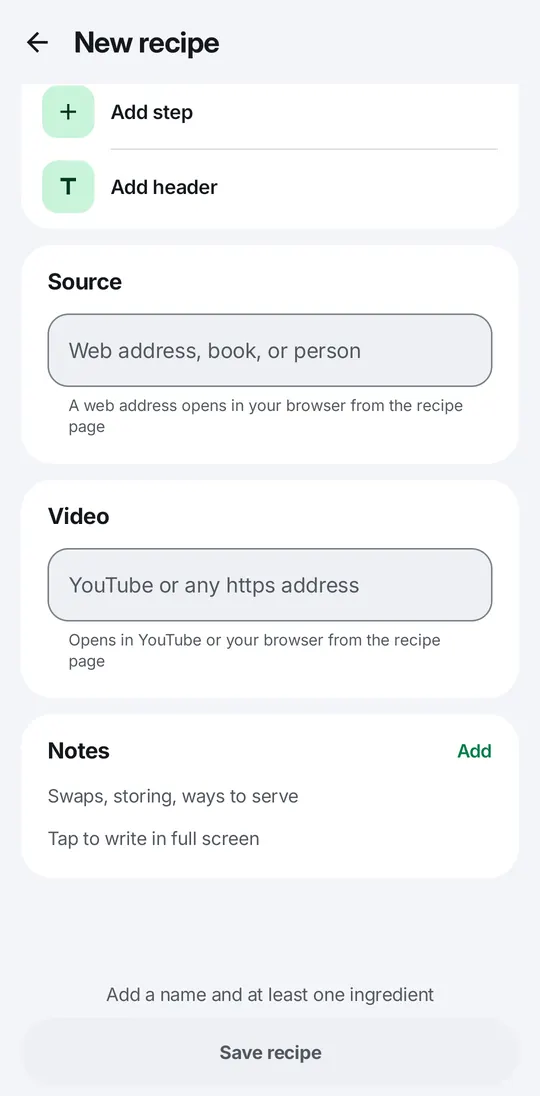 New recipe
Add step
T
Add header
Source
Web address, book, or person
A web address opens in your browser from the recipe
page
Video
YouTube or any https address
Opens in YouTube or your browser from the recipe
page
Notes
Add
Swaps, storing, ways to serve
Tap to write in full screen
Add a name and at least one ingredient
Save recipe